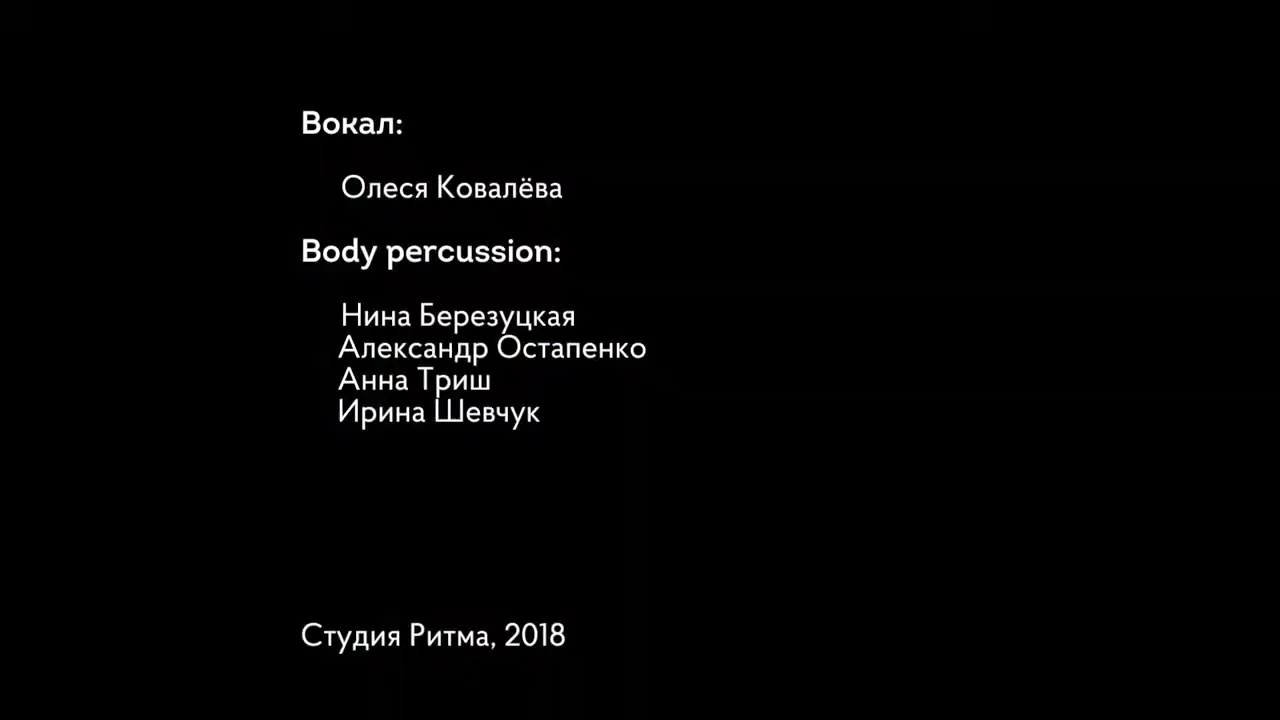 Вокал:
Олеся Ковалёва
Body percussion:
Нина Березуцкая
Александр Остапенко
Анна Триш
Ирина Шевчук
Студия Ритма, 2018